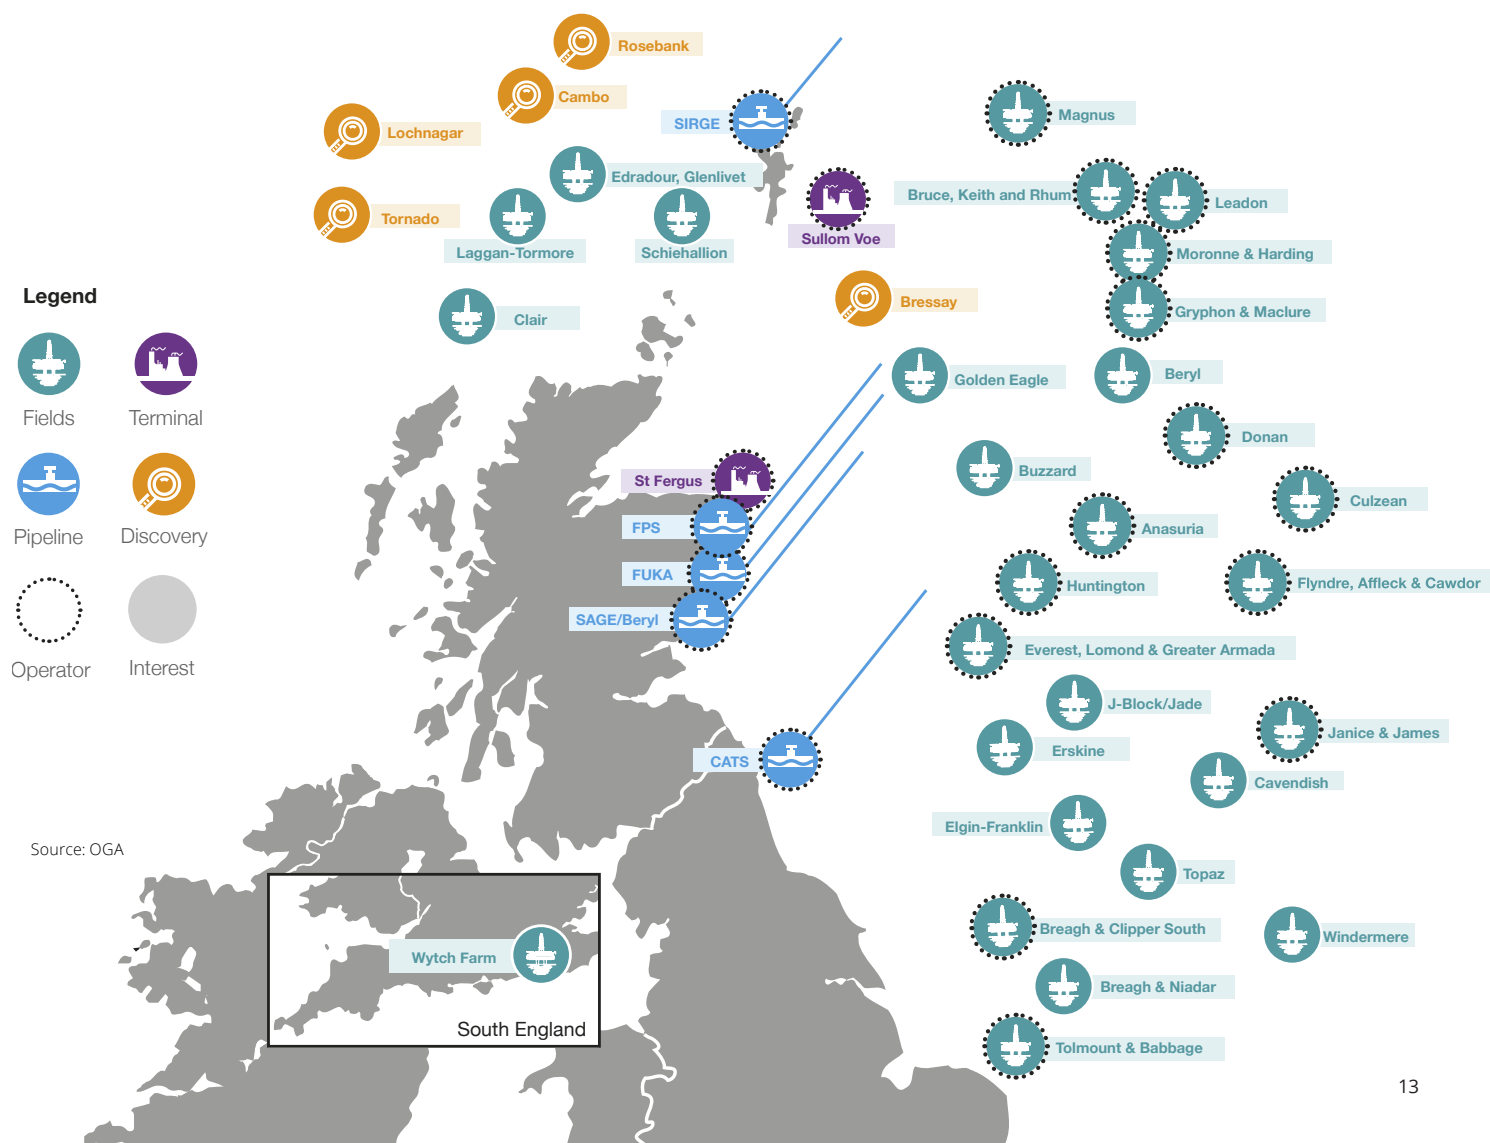 Rosebank
Cambo
SIRGE
Magnus
Lochnagar
Edradour, Glenlivet
Bruce, Keith and Rhum
Leadon
Tornado
Sullom Voe
Laggan-Tormore
Schiehallion
Moronne & Harding
Legend
Bressay
Clair
Gryphon & Maclure
Golden Eagle
Beryl
Fields
Terminal
Donan
Buzzard
St Fergus
Culzean
FPS
Anasuria
Pipeline
Discovery
FUKA
Huntington
Flyndre, Affleck & Cawdor
SAGE/Beryl
Everest, Lomond & Greater Armada
Operator
Interest
J-Block/Jade
Janice & James
Erskine
CATS
Cavendish
Elgin-Franklin
Source: OGA
Topaz
Breagh & Clipper South
Windermere
Wytch Farm
Breagh & Niadar
South England
Tolmount & Babbage
13